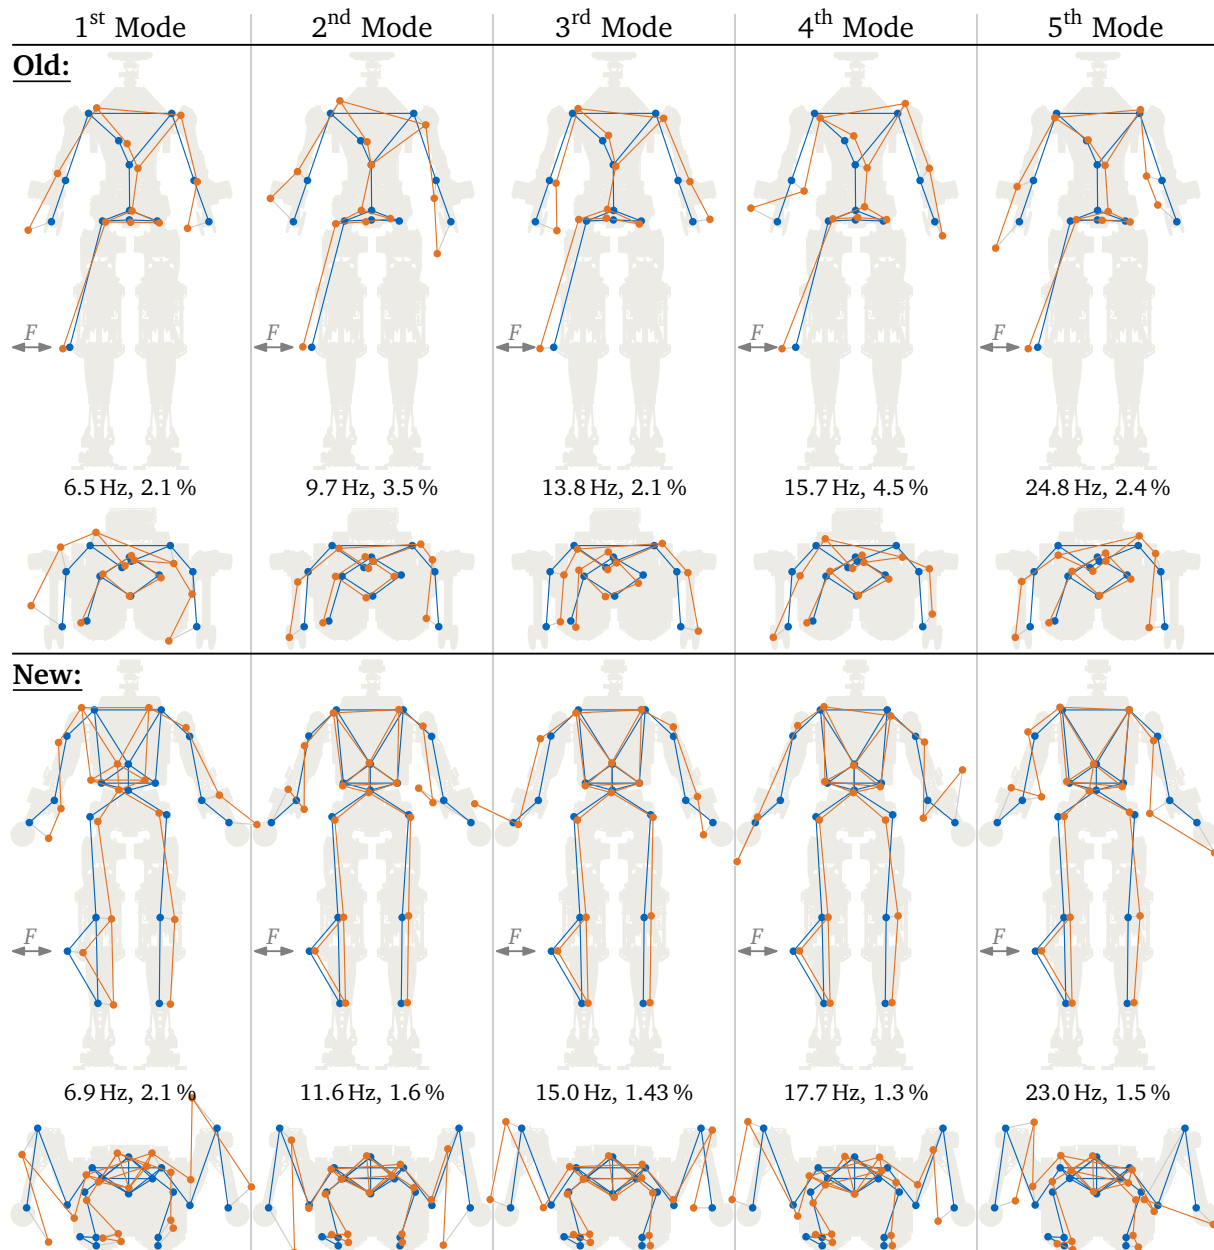 1st Mode 2nd Mode 3rd Mode 4th Mode 5th Mode
Old:
F F F F F
6.5 Hz, 2.1 % 9.7 Hz, 3.5 % 13.8 Hz, 2.1 % 15.7 Hz, 4.5 % 24.8 Hz, 2.4 %
New:
F F F F F
6.9 Hz, 2.1 % 11.6 Hz, 1.6 % 15.0 Hz, 1.43 % 17.7 Hz, 1.3 % 23.0 Hz, 1.5 %